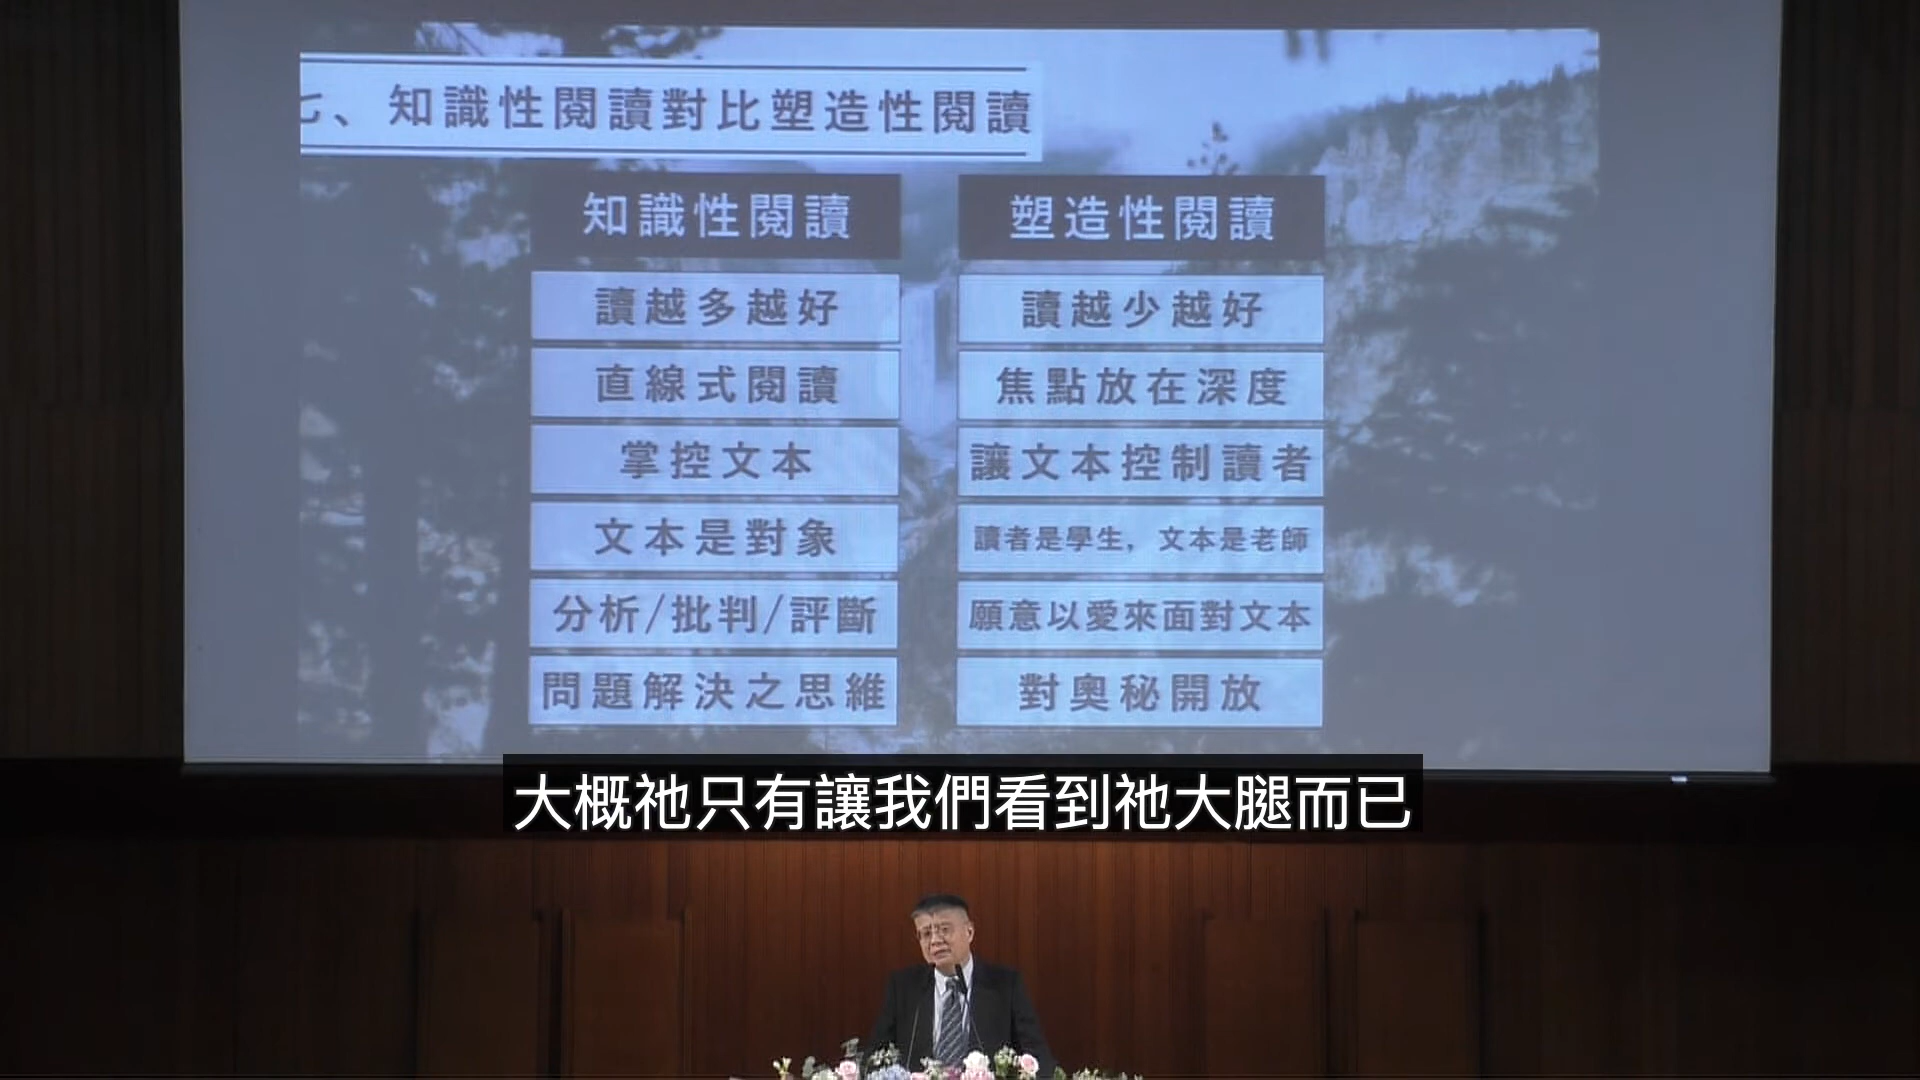 七、知識性閱讀對比塑造性閱讀
知識性閱讀 塑造性閱讀
讀越多越好 讀越少越好
直線式閱讀 焦點放在深度
掌控文本 讓文本控制讀者
文本是對象 讀者是學生，文本是老師
分析/批判/評斷 願意以愛來面對文本
問題解決之思維 對奧秘開放
大概祂只有讓我們看到祂大腿而已